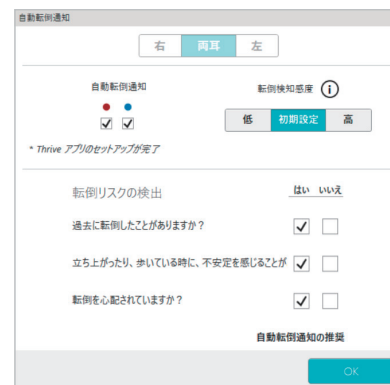 自動転倒通知
右 両耳 左
自動転倒通知
転倒検知感度 i
低 初期設定 高
* Thrive アプリのセットアップが完了
転倒リスクの検出
はい いいえ
過去に転倒したことがありますか？
立ち上がったり、歩いている時に、不安定を感じることが
転倒を心配されていますか？
自動転倒通知の推奨
OK